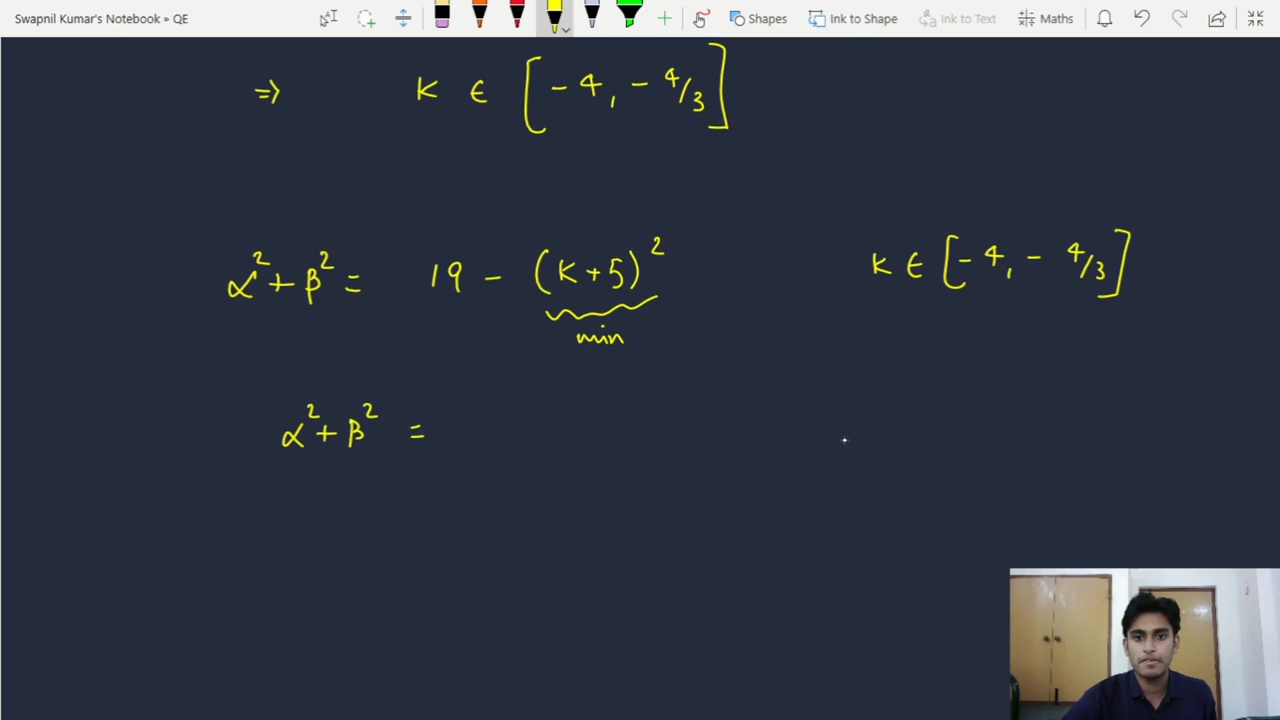 Swapnil Kumar's Notebook » QE Shapes Ink to Shape Ink to Text Maths
⇒ K ∈ [-4, -4/3]
α² + β² = 19 - (K+5)² K ∈ [-4, -4/3]
min
α² + β² =